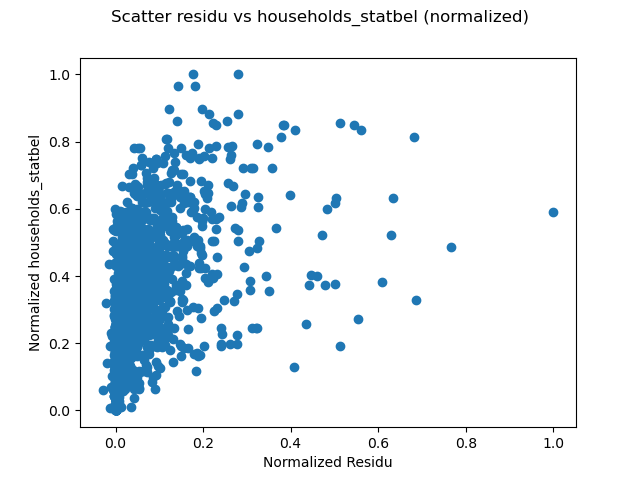 Scatter residu vs households_statbel (normalized)
1.0
0.8
0.6
0.4
0.2
0.0
Normalized households_statbel
0.0 0.2 0.4 0.6 0.8 1.0
Normalized Residu